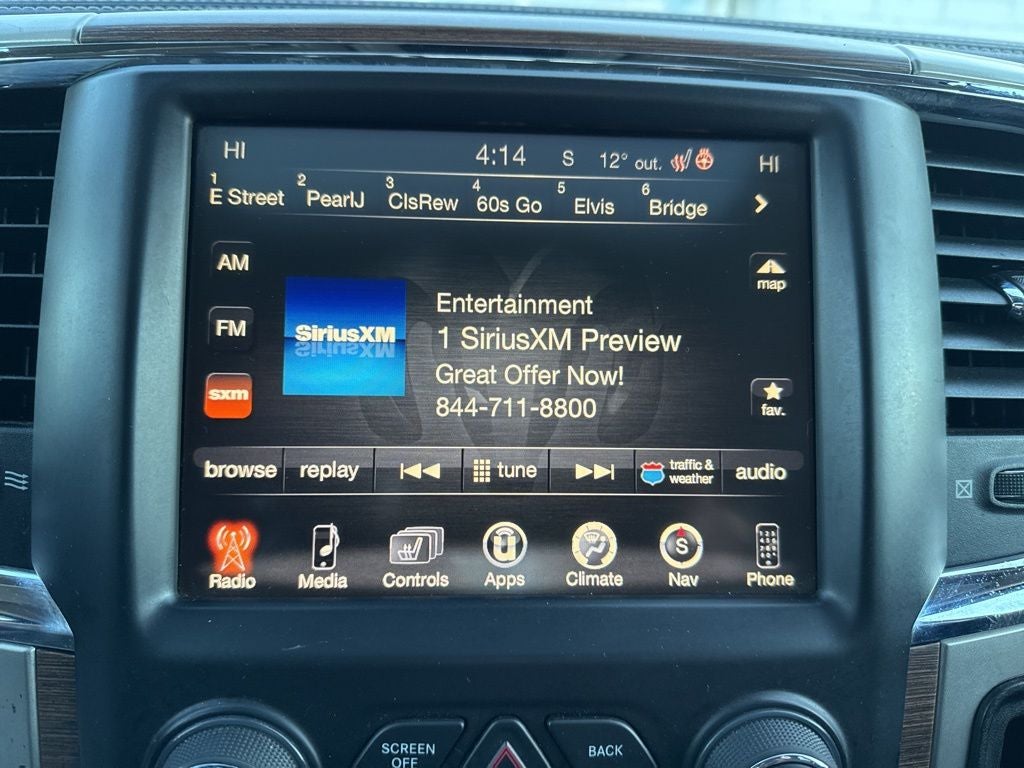 HI 4:14 S 12° out. HI
1 E Street 2 PearlJ 3 ClsRew 4 60s Go 5 Elvis 6 Bridge
AM
map
SiriusXM
Entertainment
1 SiriusXM Preview
Great Offer Now!
844-711-8800
FM
sxm
fav.
browse replay tune traffic & weather audio
Radio Media Controls Apps Climate S Nav Phone
SCREEN OFF BACK